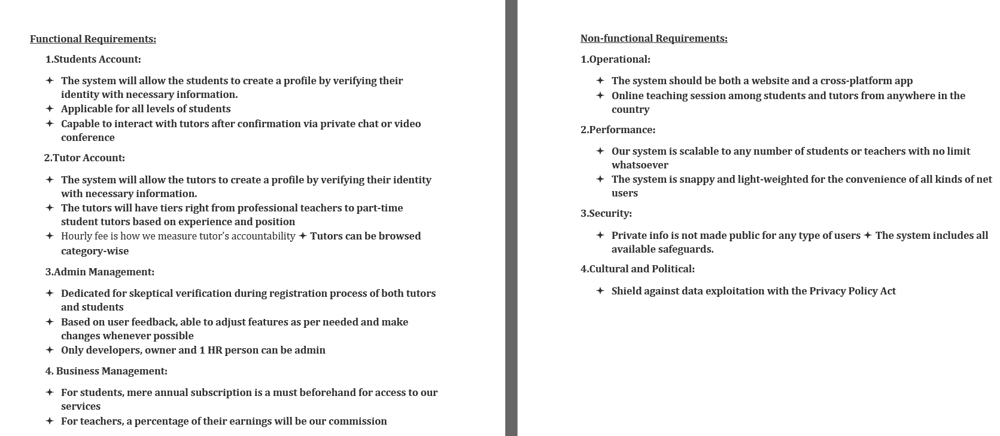 Functional Requirements:
1.Students Account:
✦ The system will allow the students to create a profile by verifying their
identity with necessary information.
✦ Applicable for all levels of students
✦ Capable to interact with tutors after confirmation via private chat or video
conference
2.Tutor Account:
✦ The system will allow the tutors to create a profile by verifying their identity
with necessary information.
✦ The tutors will have tiers right from professional teachers to part-time
student tutors based on experience and position
✦ Hourly fee is how we measure tutor’s accountability ✦ Tutors can be browsed
category-wise
3.Admin Management:
✦ Dedicated for skeptical verification during registration process of both tutors
and students
✦ Based on user feedback, able to adjust features as per needed and make
changes whenever possible
✦ Only developers, owner and 1 HR person can be admin
4. Business Management:
✦ For students, mere annual subscription is a must beforehand for access to our
services
✦ For teachers, a percentage of their earnings will be our commission
Non-functional Requirements:
1.Operational:
✦ The system should be both a website and a cross-platform app
✦ Online teaching session among students and tutors from anywhere in the
country
2.Performance:
✦ Our system is scalable to any number of students or teachers with no limit
whatsoever
✦ The system is snappy and light-weighted for the convenience of all kinds of net
users
3.Security:
✦ Private info is not made public for any type of users ✦ The system includes all
available safeguards.
4.Cultural and Political:
✦ Shield against data exploitation with the Privacy Policy Act